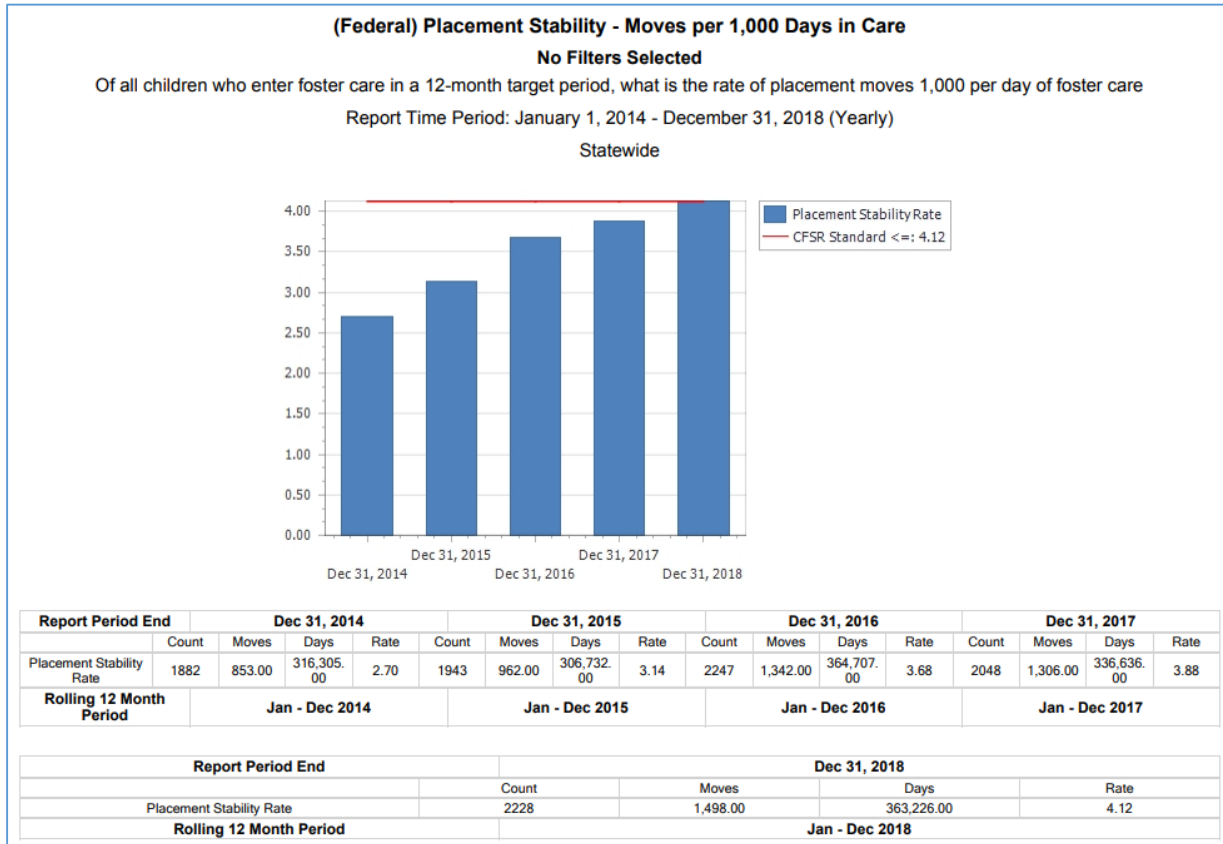 (Federal) Placement Stability - Moves per 1,000 Days in Care
No Filters Selected
Of all children who enter foster care in a 12-month target period, what is the rate of placement moves 1,000 per day of foster care
Report Time Period: January 1, 2014 - December 31, 2018 (Yearly)
Statewide
4.00
3.50
3.00
2.50
2.00
1.50
1.00
0.50
0.00
Placement Stability Rate
CFSR Standard <=: 4.12
Dec 31, 2015 Dec 31, 2017
Dec 31, 2014 Dec 31, 2016 Dec 31, 2018
Report Period End Dec 31, 2014 Dec 31, 2015 Dec 31, 2016 Dec 31, 2017
Count Moves Days Rate Count Moves Days Rate Count Moves Days Rate Count Moves Days Rate
Placement Stability 316,305. 306,732. 364,707. 336,636.
Rate 1882 853.00 00 2.70 1943 962.00 00 3.14 2247 1,342.00 00 3.68 2048 1,306.00 00 3.88
Rolling 12 Month
Period Jan - Dec 2014 Jan - Dec 2015 Jan - Dec 2016 Jan - Dec 2017
Report Period End Dec 31, 2018
Count Moves Days Rate
Placement Stability Rate 2228 1,498.00 363,226.00 4.12
Rolling 12 Month Period Jan - Dec 2018